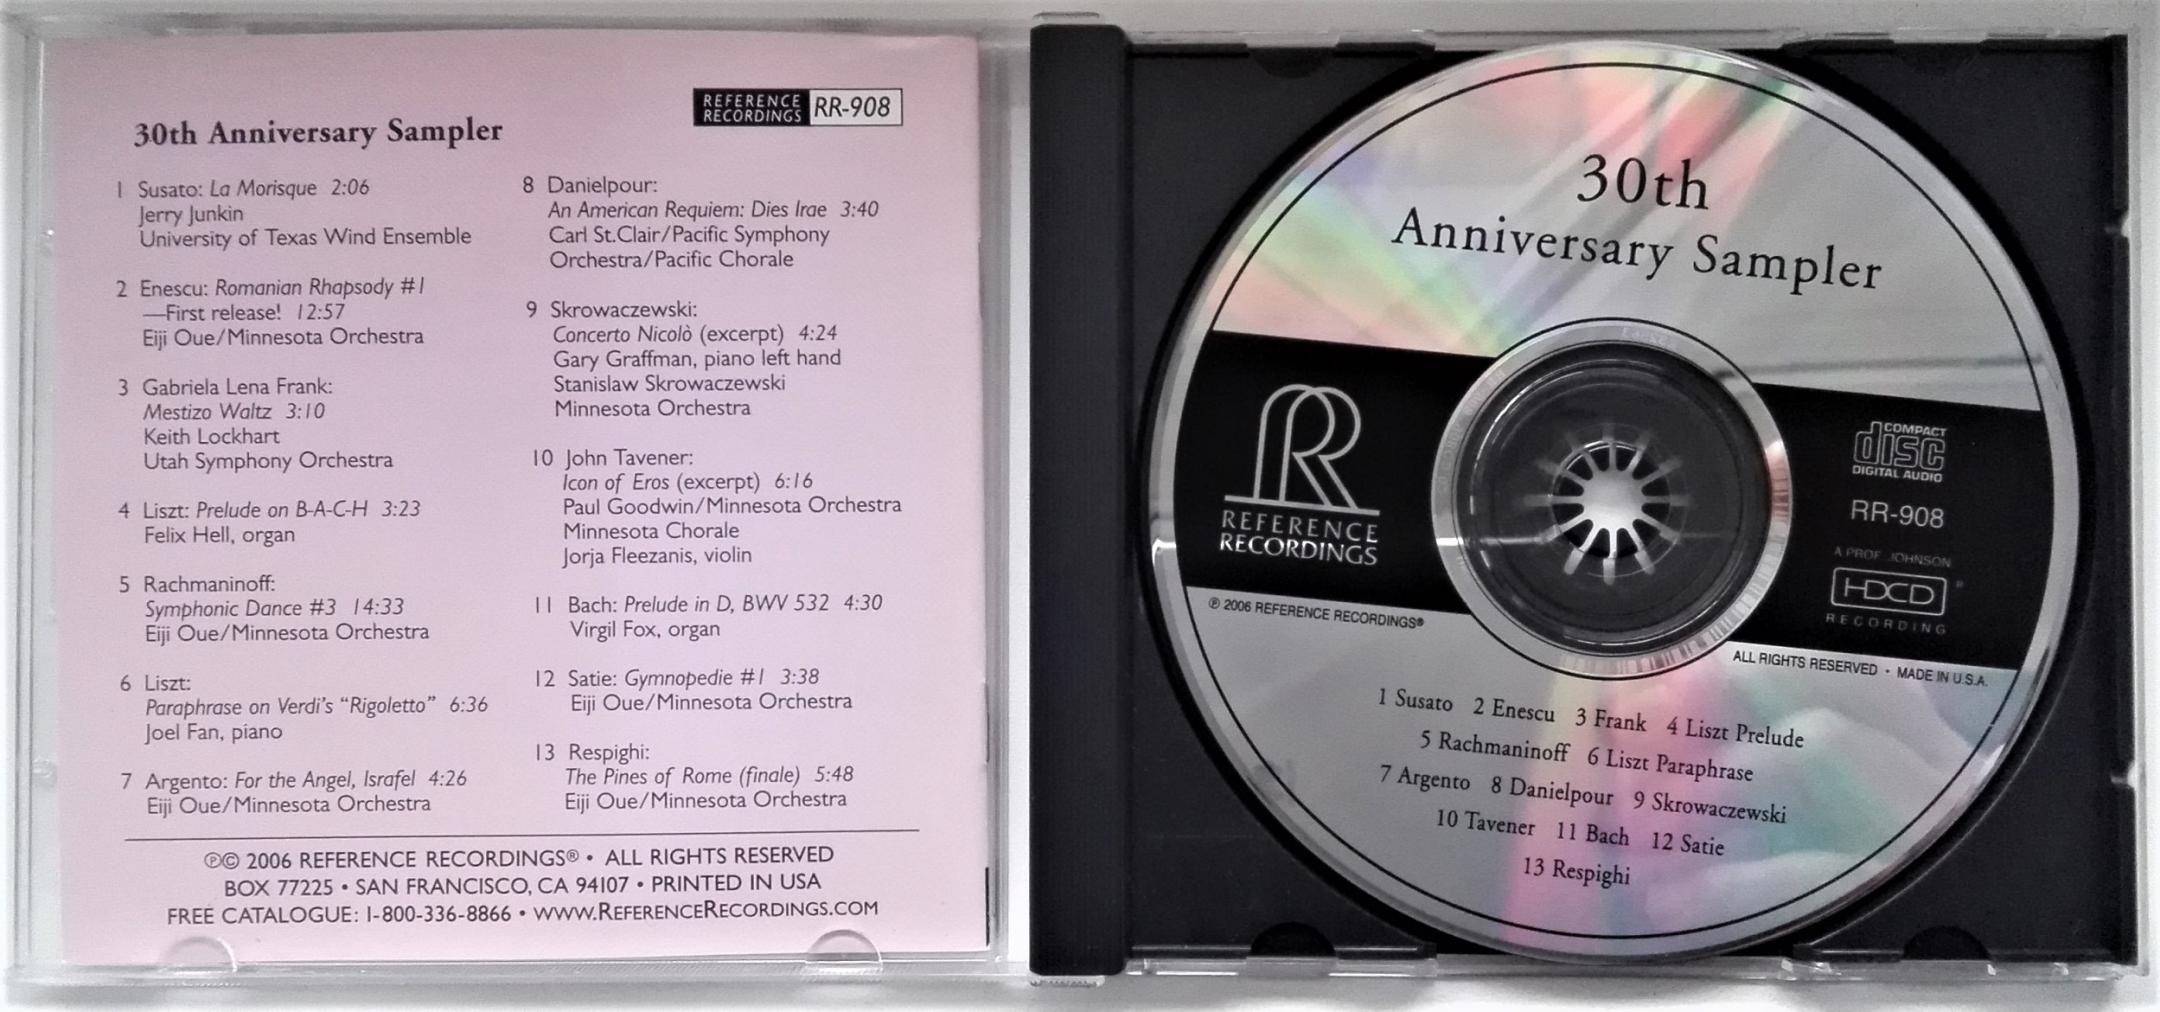 REFERENCE
RECORDINGS
RR-908
30th Anniversary Sampler
1 Susato: La Morisque 2:06
Jerry Junkin
University of Texas Wind Ensemble
2 Enescu: Romanian Rhapsody #1
—First release! 12:57
Eiji Oue/Minnesota Orchestra
3 Gabriela Lena Frank:
Mestizo Waltz 3:10
Keith Lockhart
Utah Symphony Orchestra
4 Liszt: Prelude on B-A-C-H 3:23
Felix Hell, organ
5 Rachmaninoff:
Symphonic Dance #3 14:33
Eiji Oue/Minnesota Orchestra
6 Liszt:
Paraphrase on Verdi's "Rigoletto" 6:36
Joel Fan, piano
7 Argento: For the Angel, Israfel 4:26
Eiji Oue/Minnesota Orchestra
8 Danielpour:
An American Requiem: Dies Irae 3:40
Carl St.Clair/Pacific Symphony
Orchestra/Pacific Chorale
9 Skrowaczewski:
Concerto Nicolò (excerpt) 4:24
Gary Graffman, piano left hand
Stanislaw Skrowaczewski
Minnesota Orchestra
10 John Tavener:
Icon of Eros (excerpt) 6:16
Paul Goodwin/Minnesota Orchestra
Minnesota Chorale
Jorja Fleezanis, violin
11 Bach: Prelude in D, BWV 532 4:30
Virgil Fox, organ
12 Satie: Gymnopedie #1 3:38
Eiji Oue/Minnesota Orchestra
13 Respighi:
The Pines of Rome (finale) 5:48
Eiji Oue/Minnesota Orchestra
℗© 2006 REFERENCE RECORDINGS® • ALL RIGHTS RESERVED
BOX 77225 • SAN FRANCISCO, CA 94107 • PRINTED IN USA
FREE CATALOGUE: 1-800-336-8866 • WWW.REFERENCERECORDINGS.COM
30th
Anniversary Sampler
R
REFERENCE
RECORDINGS
COMPACT
disc
DIGITAL AUDIO
RR-908
A PROF. JOHNSON
HDCD®
RECORDING
℗ 2006 REFERENCE RECORDINGS®
ALL RIGHTS RESERVED • MADE IN U.S.A.
1 Susato 2 Enescu 3 Frank 4 Liszt Prelude
5 Rachmaninoff 6 Liszt Paraphrase
7 Argento 8 Danielpour 9 Skrowaczewski
10 Tavener 11 Bach 12 Satie
13 Respighi